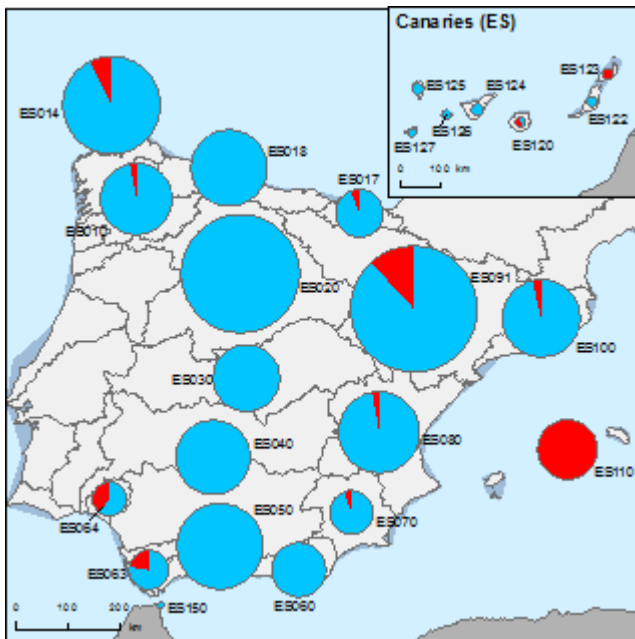 Canaries (ES)
ES123
ES125
ES124
ES122
ES126
ES120
ES127
0 100 km
ES014
ES018
ES017
ES010
ES020
ES091
ES100
ES030
ES080
ES040
ES110
ES064
ES050
ES070
ES063
ES150
ES060
0 100 200
km